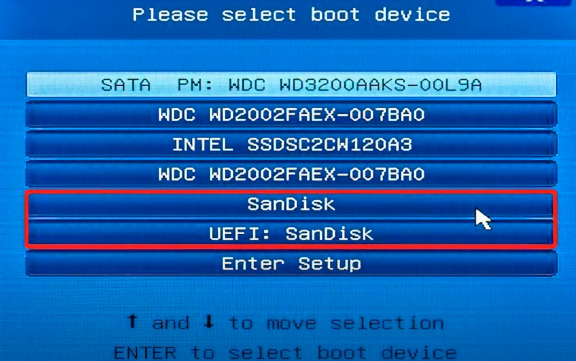 Please select boot device
SATA PM: WDC WD3200AAKS-00L9A
WDC WD2002FAEX-007BA0
INTEL SSDSC2CW120A3
WDC WD2002FAEX-007BA0
SanDisk
UEFI: SanDisk
Enter Setup
↑ and ↓ to move selection
ENTER to select boot device